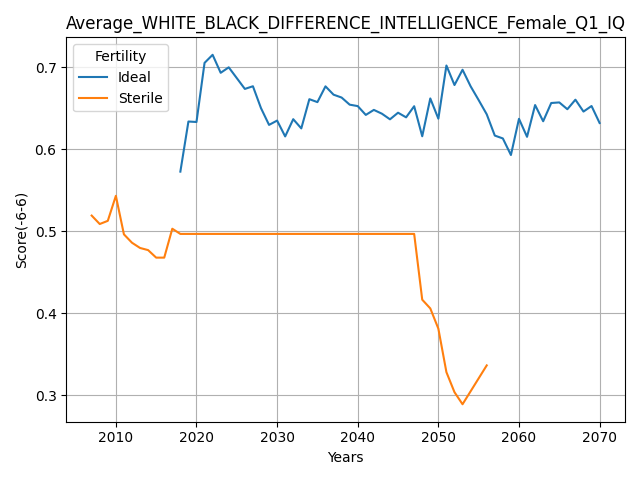 Average_WHITE_BLACK_DIFFERENCE_INTELLIGENCE_Female_Q1_IQ
Fertility
Ideal
Sterile
Score(-6-6)
0.7
0.6
0.5
0.4
0.3
2010 2020 2030 2040 2050 2060 2070
Years